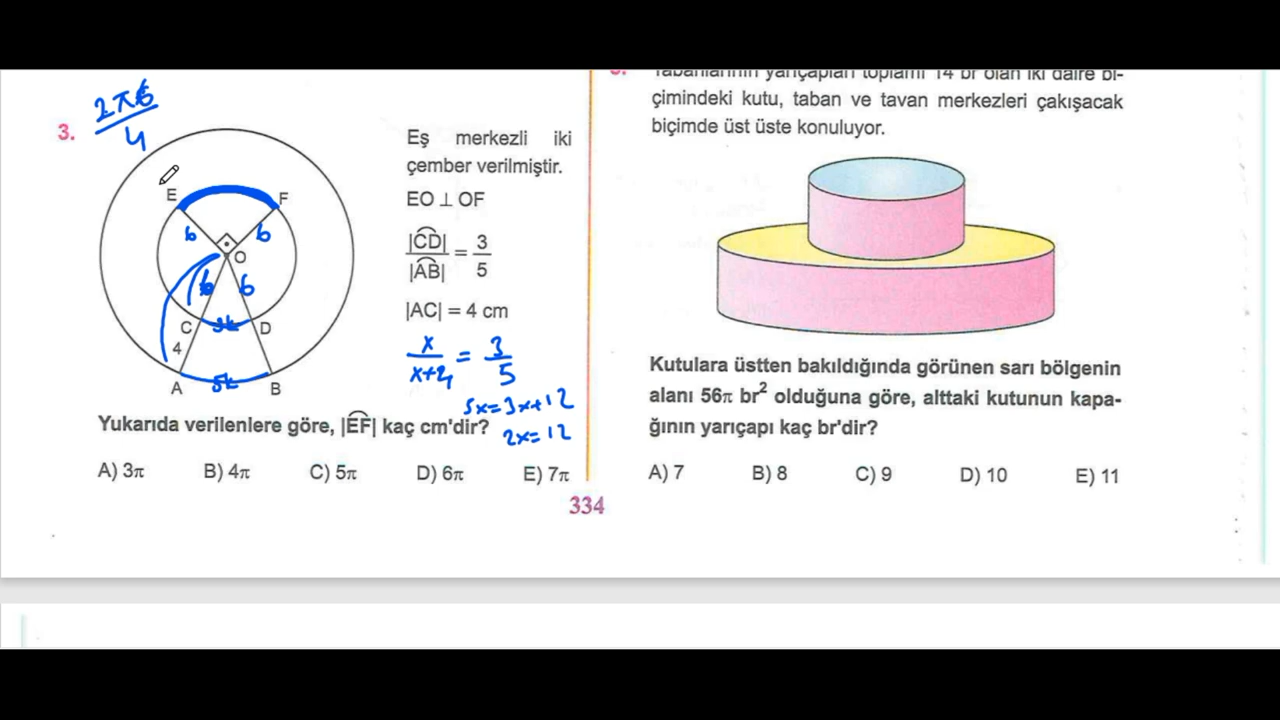 2π6
4
3.
Eş merkezli iki
çember verilmiştir.
EO ⊥ OF
|CD|
|AB|
= 3
5
|AC| = 4 cm
x
x+4
= 3
5
5x=3x+12
2x=12
E
F
6
6
O
6
6
C
3k
D
4
A
5k
B
Yukarıda verilenlere göre, |EF| kaç cm'dir?
A) 3π B) 4π C) 5π D) 6π E) 7π
334
Tabanlarının yarıçapları toplamı 14 br olan iki daire bi-
çimindeki kutu, taban ve tavan merkezleri çakışacak
biçimde üst üste konuluyor.
Kutulara üstten bakıldığında görünen sarı bölgenin
alanı 56π br² olduğuna göre, alttaki kutunun kapa-
ğının yarıçapı kaç br'dir?
A) 7 B) 8 C) 9 D) 10 E) 11